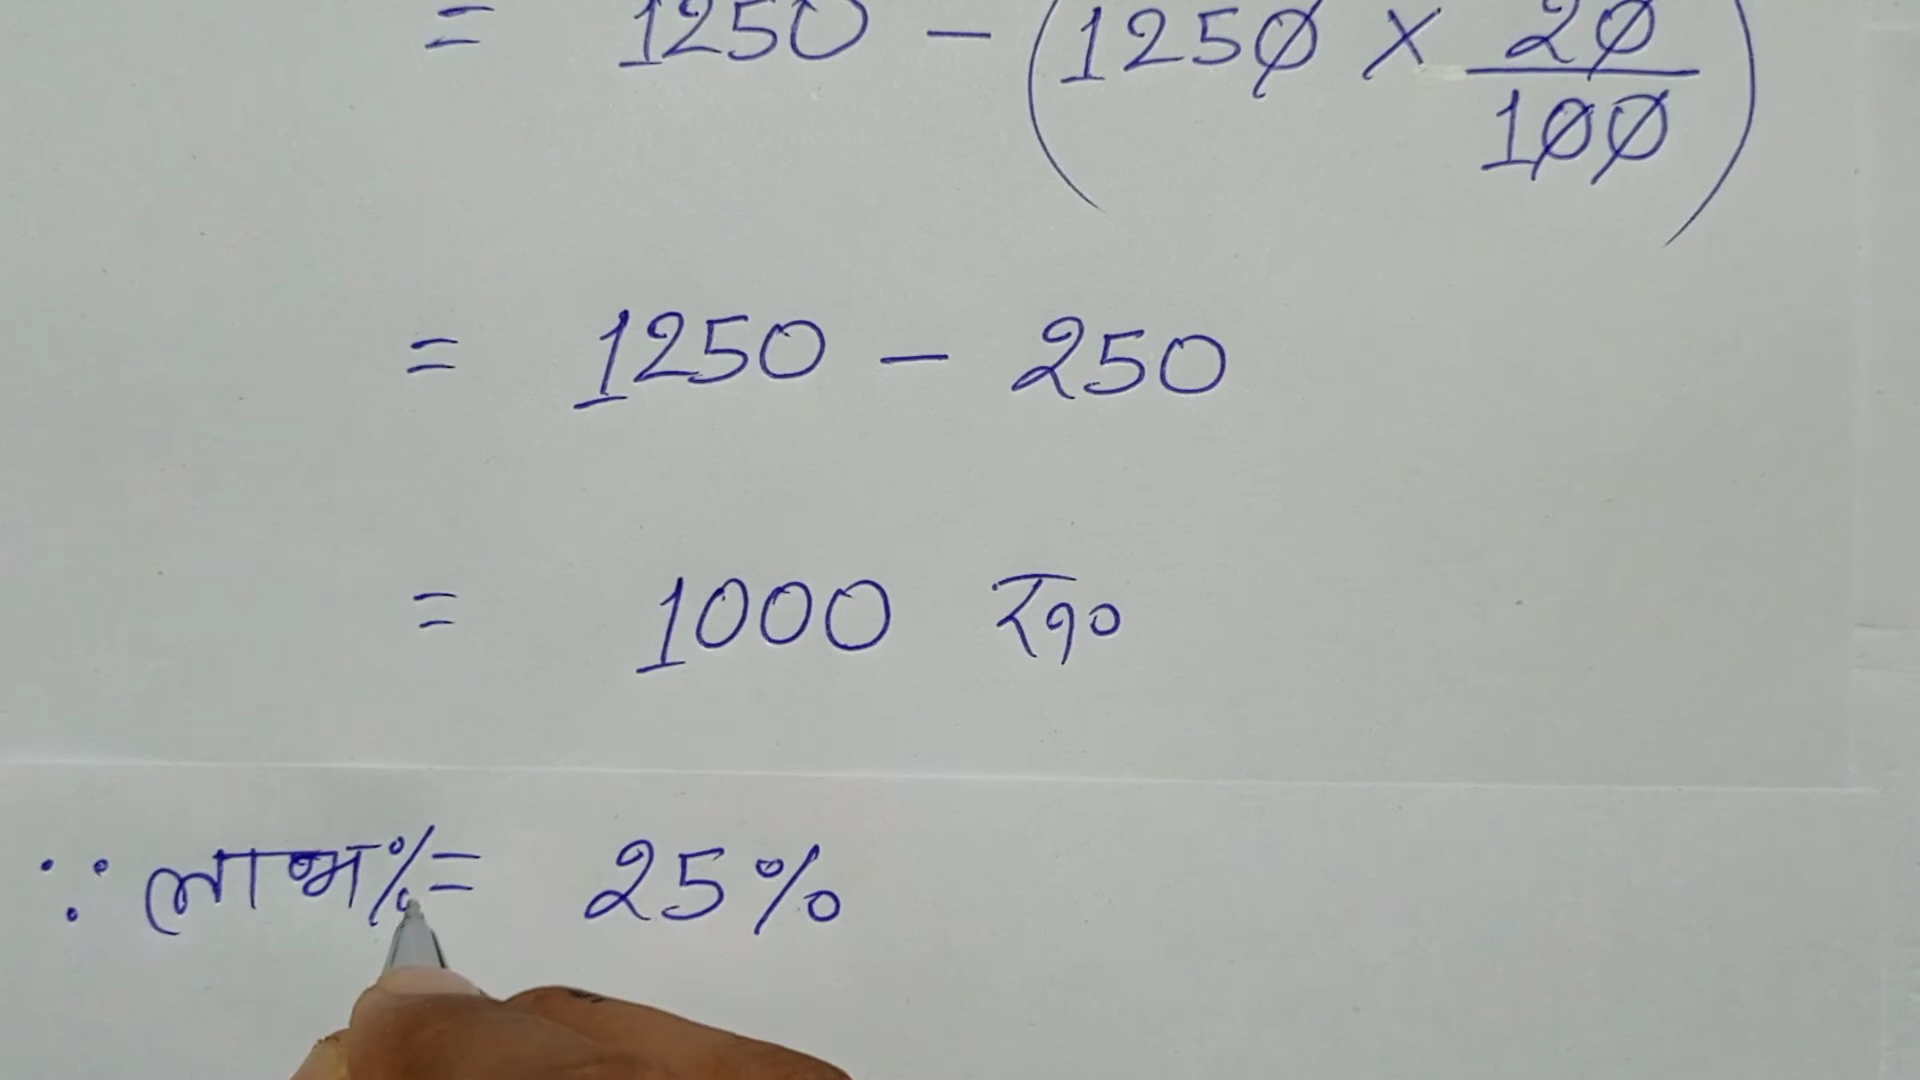 = 1250 - (1250 × 20/100)
= 1250 - 250
= 1000 रु०
∵ लाभ% = 25%